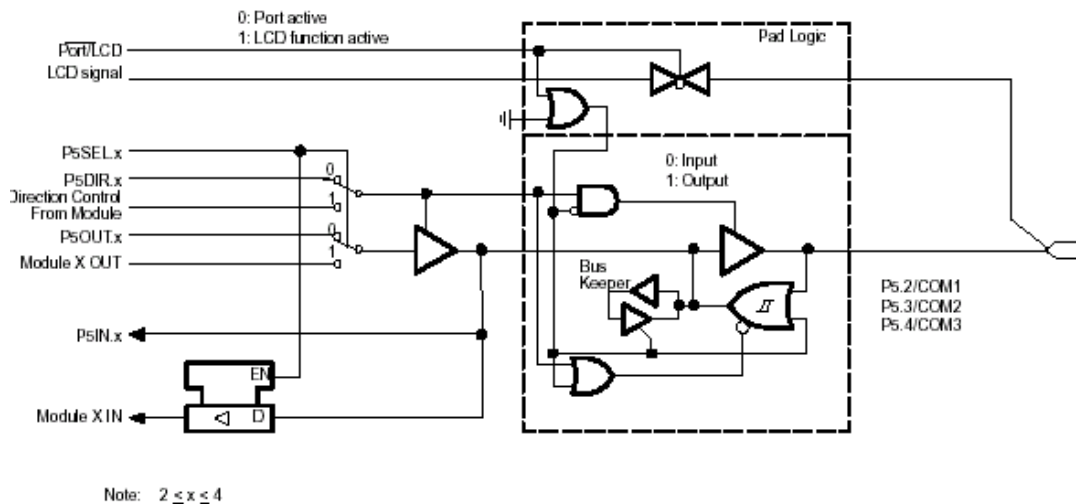 0: Port active
1: LCD function active
Pad Logic
Port/LCD
LCD signal
P5SEL.x
0
P5DIR.x
Direction Control
From Module
1
P5OUT.x
0
Module X OUT
1
0: Input
1: Output
Bus
Keeper
P5.2/COM1
P5.3/COM2
P5.4/COM3
P5IN.x
EN
Module X IN
D
Note: 2 ≤ x ≤ 4